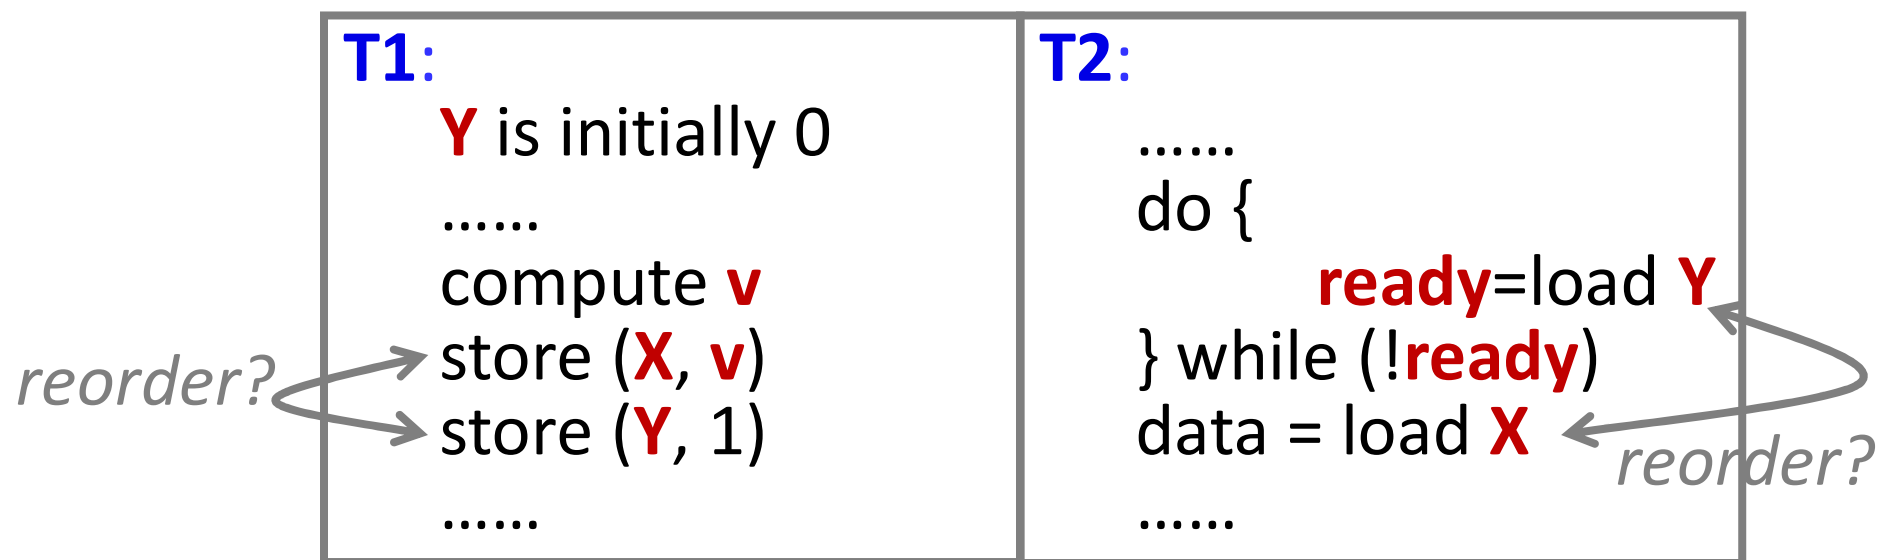 T1:
Y is initially 0
......
compute v
store (X, v)
store (Y, 1)
......
reorder?
T2:
......
do {
ready=load Y
} while (!ready)
data = load X
......
reorder?